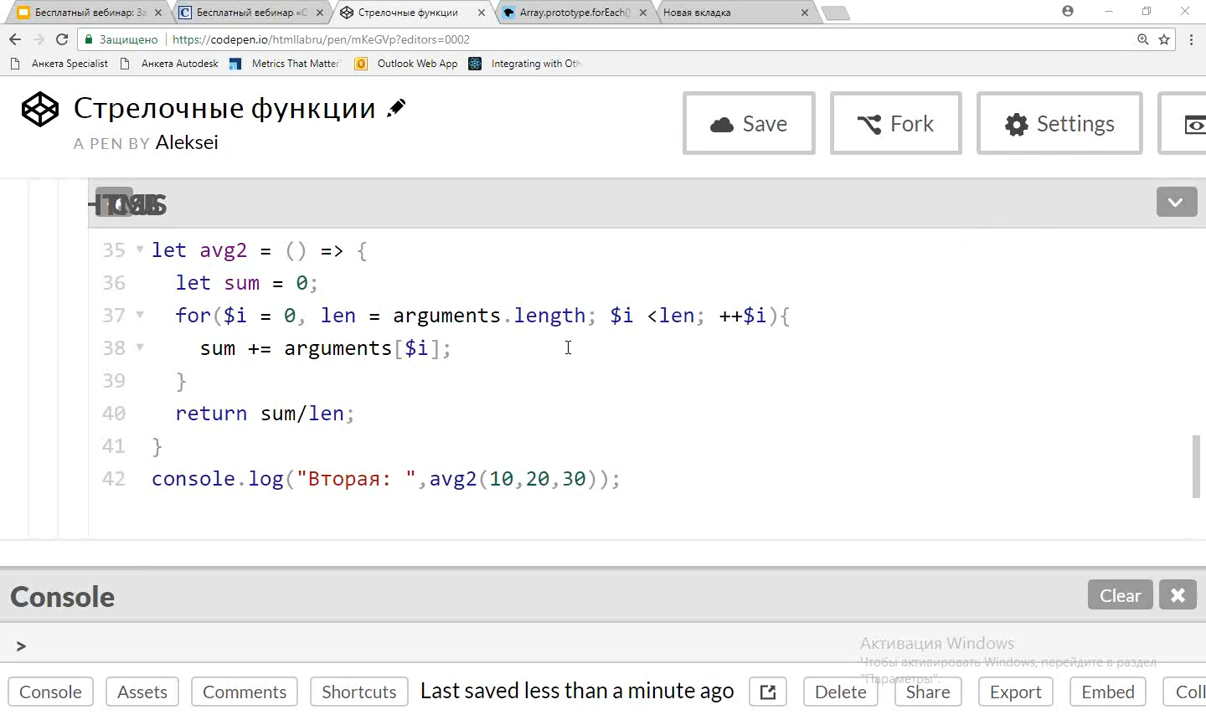 Бесплатный вебинар: За
Бесплатный вебинар «С
Стрелочные функции
Array.prototype.forEach()
Новая вкладка
Защищено
https://codepen.io/htmllabru/pen/mKeGVp?editors=0002
Анкета Specialist
Анкета Autodesk
Metrics That Matter
Outlook Web App
Integrating with Oth
Стрелочные функции
A PEN BY Aleksei
Save
Fork
Settings
35 let avg2 = () => {
36 let sum = 0;
37 for($i = 0, len = arguments.length; $i <len; ++$i){
38 sum += arguments[$i];
39 }
40 return sum/len;
41 }
42 console.log("Вторая: ",avg2(10,20,30));
Console
Clear
>
Активация Windows
Чтобы активировать Windows, перейдите в раздел
"Параметры".
Console
Assets
Comments
Shortcuts
Last saved less than a minute ago
Delete
Share
Export
Embed
Coll